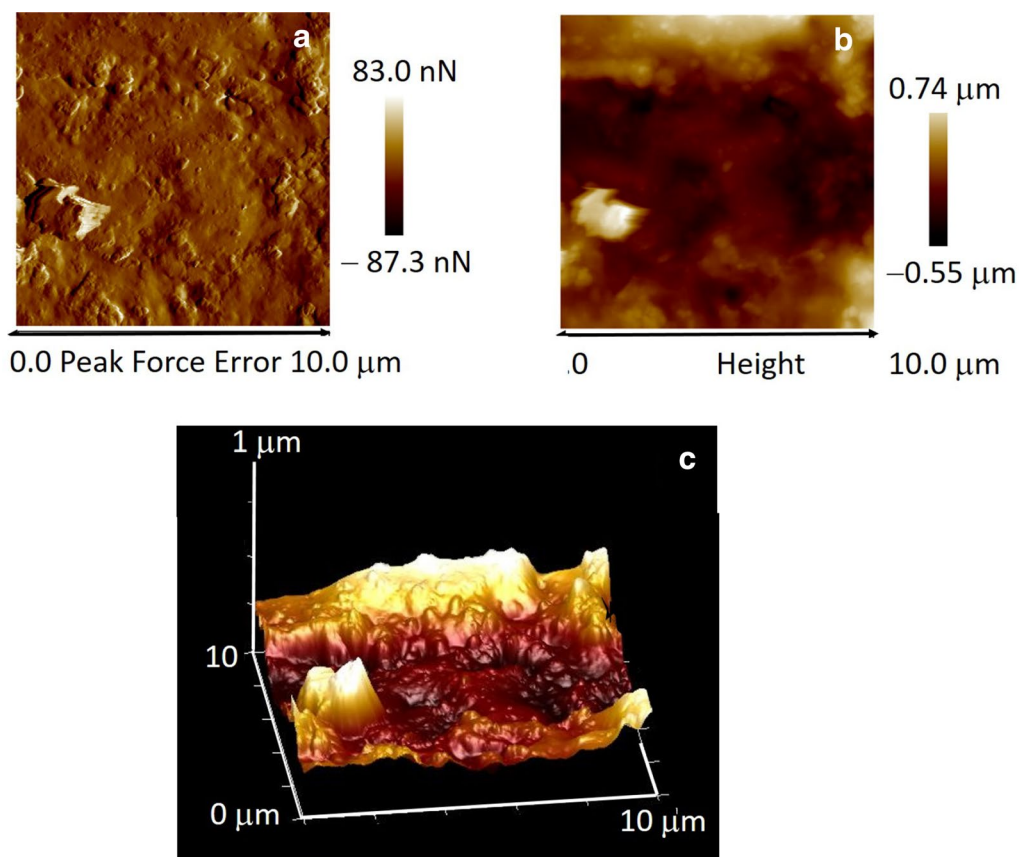 a
83.0 nN
− 87.3 nN
0.0 Peak Force Error 10.0 μm
b
0.74 μm
−0.55 μm
.0 Height 10.0 μm
c
1 μm
10
0 μm
10 μm